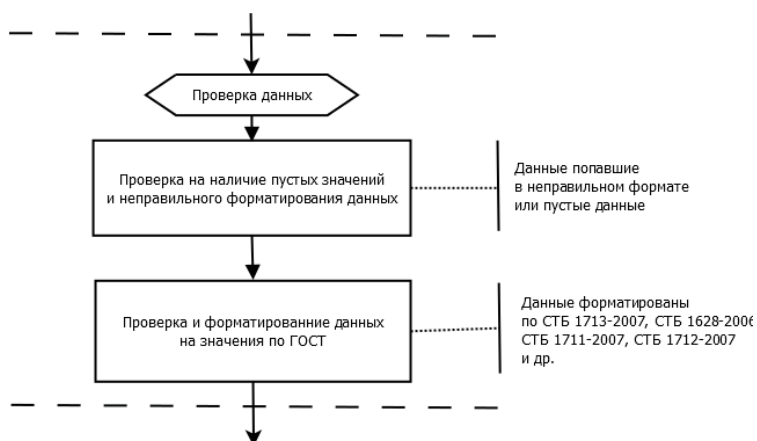 Проверка данных
Проверка на наличие пустых значений
и неправильного форматирования данных
Данные попавшие
в неправильном формате
или пустые данные
Проверка и форматированние данных
на значения по ГОСТ
Данные форматированы
по СТБ 1713-2007, СТБ 1628-2006
СТБ 1711-2007, СТБ 1712-2007
и др.